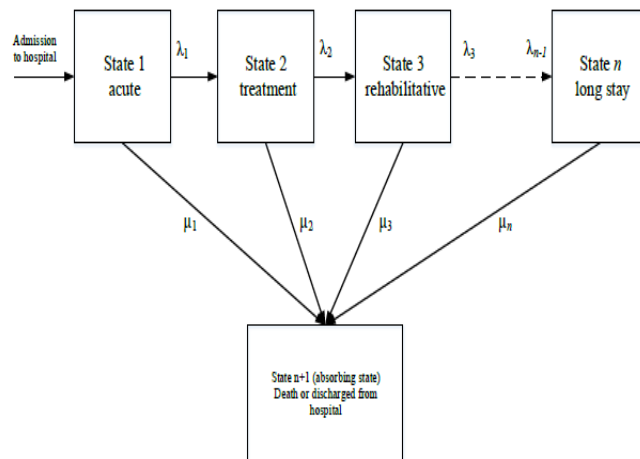 Admission
to hospital
State 1
acute
λ1
State 2
treatment
λ2
State 3
rehabilitative
λ3
λn-1
State n
long stay
μ1
μ2
μ3
μn
State n+1 (absorbing state)
Death or discharged from
hospital